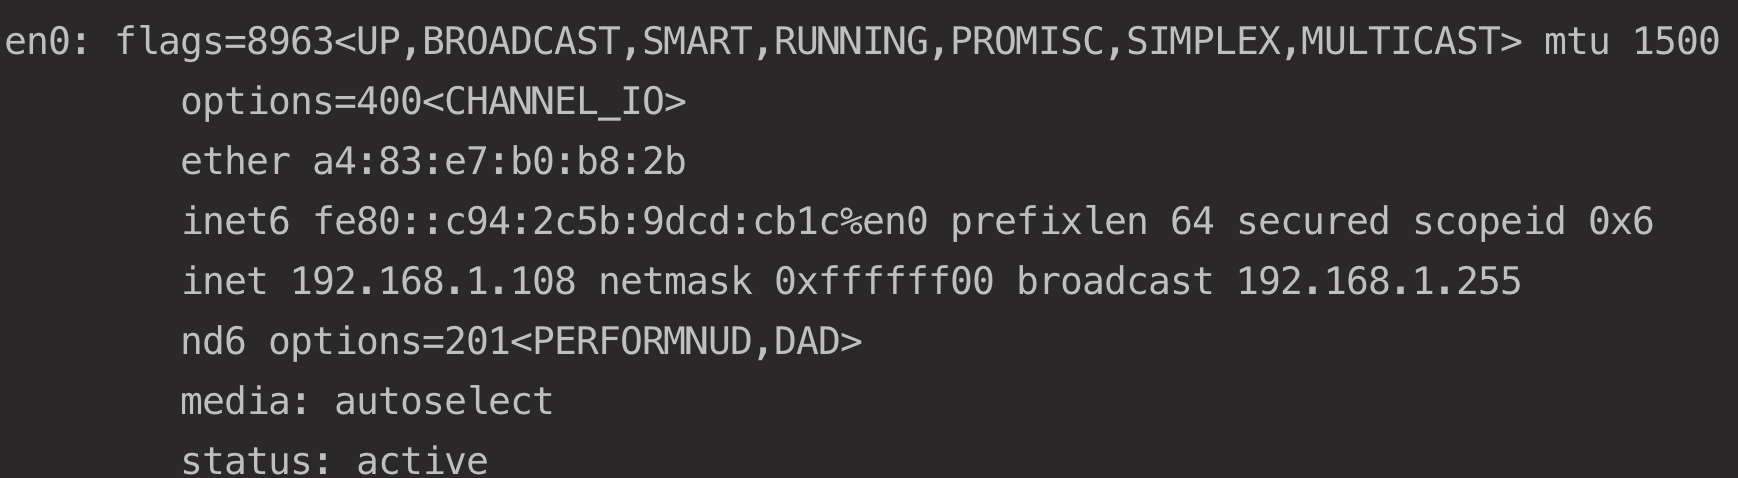 en0: flags=8963<UP,BROADCAST,SMART,RUNNING,PROMISC,SIMPLEX,MULTICAST> mtu 1500
options=400<CHANNEL_IO>
ether a4:83:e7:b0:b8:2b
inet6 fe80::c94:2c5b:9dcd:cb1c%en0 prefixlen 64 secured scopeid 0x6
inet 192.168.1.108 netmask 0xffffff00 broadcast 192.168.1.255
nd6 options=201<PERFORMNUD,DAD>
media: autoselect
status: active